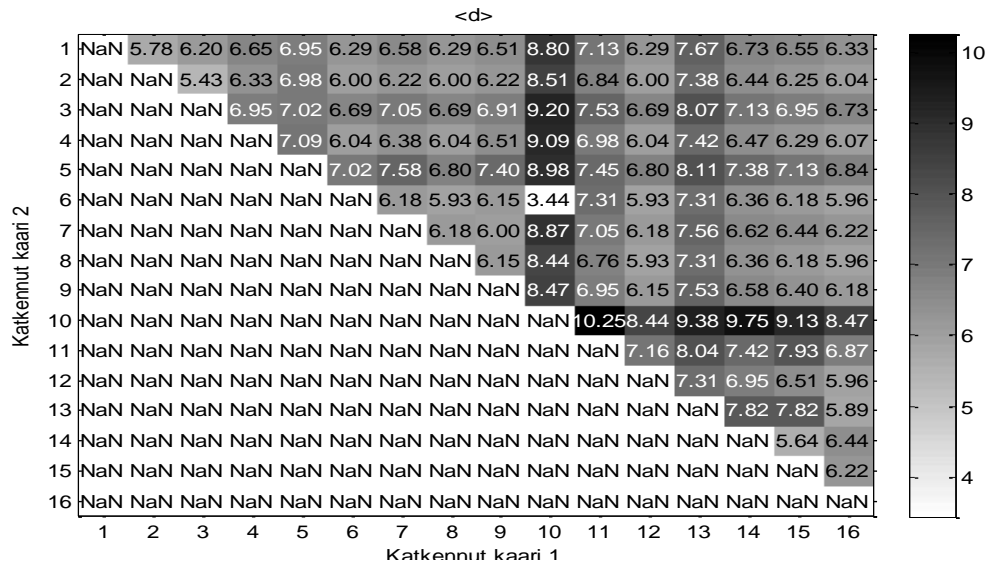 <d>
1 NaN 5.78 6.20 6.65 6.95 6.29 6.58 6.29 6.51 8.80 7.13 6.29 7.67 6.73 6.55 6.33
2 NaN NaN 5.43 6.33 6.98 6.00 6.22 6.00 6.22 8.51 6.84 6.00 7.38 6.44 6.25 6.04
3 NaN NaN NaN 6.95 7.02 6.69 7.05 6.69 6.91 9.20 7.53 6.69 8.07 7.13 6.95 6.73
4 NaN NaN NaN NaN 7.09 6.04 6.38 6.04 6.51 9.09 6.98 6.04 7.42 6.47 6.29 6.07
5 NaN NaN NaN NaN NaN 7.02 7.58 6.80 7.40 8.98 7.45 6.80 8.11 7.38 7.13 6.84
6 NaN NaN NaN NaN NaN NaN 6.18 5.93 6.15 3.44 7.31 5.93 7.31 6.36 6.18 5.96
7 NaN NaN NaN NaN NaN NaN NaN 6.18 6.00 8.87 7.05 6.18 7.56 6.62 6.44 6.22
8 NaN NaN NaN NaN NaN NaN NaN NaN 6.15 8.44 6.76 5.93 7.31 6.36 6.18 5.96
9 NaN NaN NaN NaN NaN NaN NaN NaN NaN 8.47 6.95 6.15 7.53 6.58 6.40 6.18
10 NaN NaN NaN NaN NaN NaN NaN NaN NaN NaN 10.25 8.44 9.38 9.75 9.13 8.47
11 NaN NaN NaN NaN NaN NaN NaN NaN NaN NaN NaN 7.16 8.04 7.42 7.93 6.87
12 NaN NaN NaN NaN NaN NaN NaN NaN NaN NaN NaN NaN 7.31 6.95 6.51 5.96
13 NaN NaN NaN NaN NaN NaN NaN NaN NaN NaN NaN NaN NaN 7.82 7.82 5.89
14 NaN NaN NaN NaN NaN NaN NaN NaN NaN NaN NaN NaN NaN NaN 5.64 6.44
15 NaN NaN NaN NaN NaN NaN NaN NaN NaN NaN NaN NaN NaN NaN NaN 6.22
16 NaN NaN NaN NaN NaN NaN NaN NaN NaN NaN NaN NaN NaN NaN NaN NaN
1 2 3 4 5 6 7 8 9 10 11 12 13 14 15 16
Katkennut kaari 1
Katkennut kaari 2
10
9
8
7
6
5
4